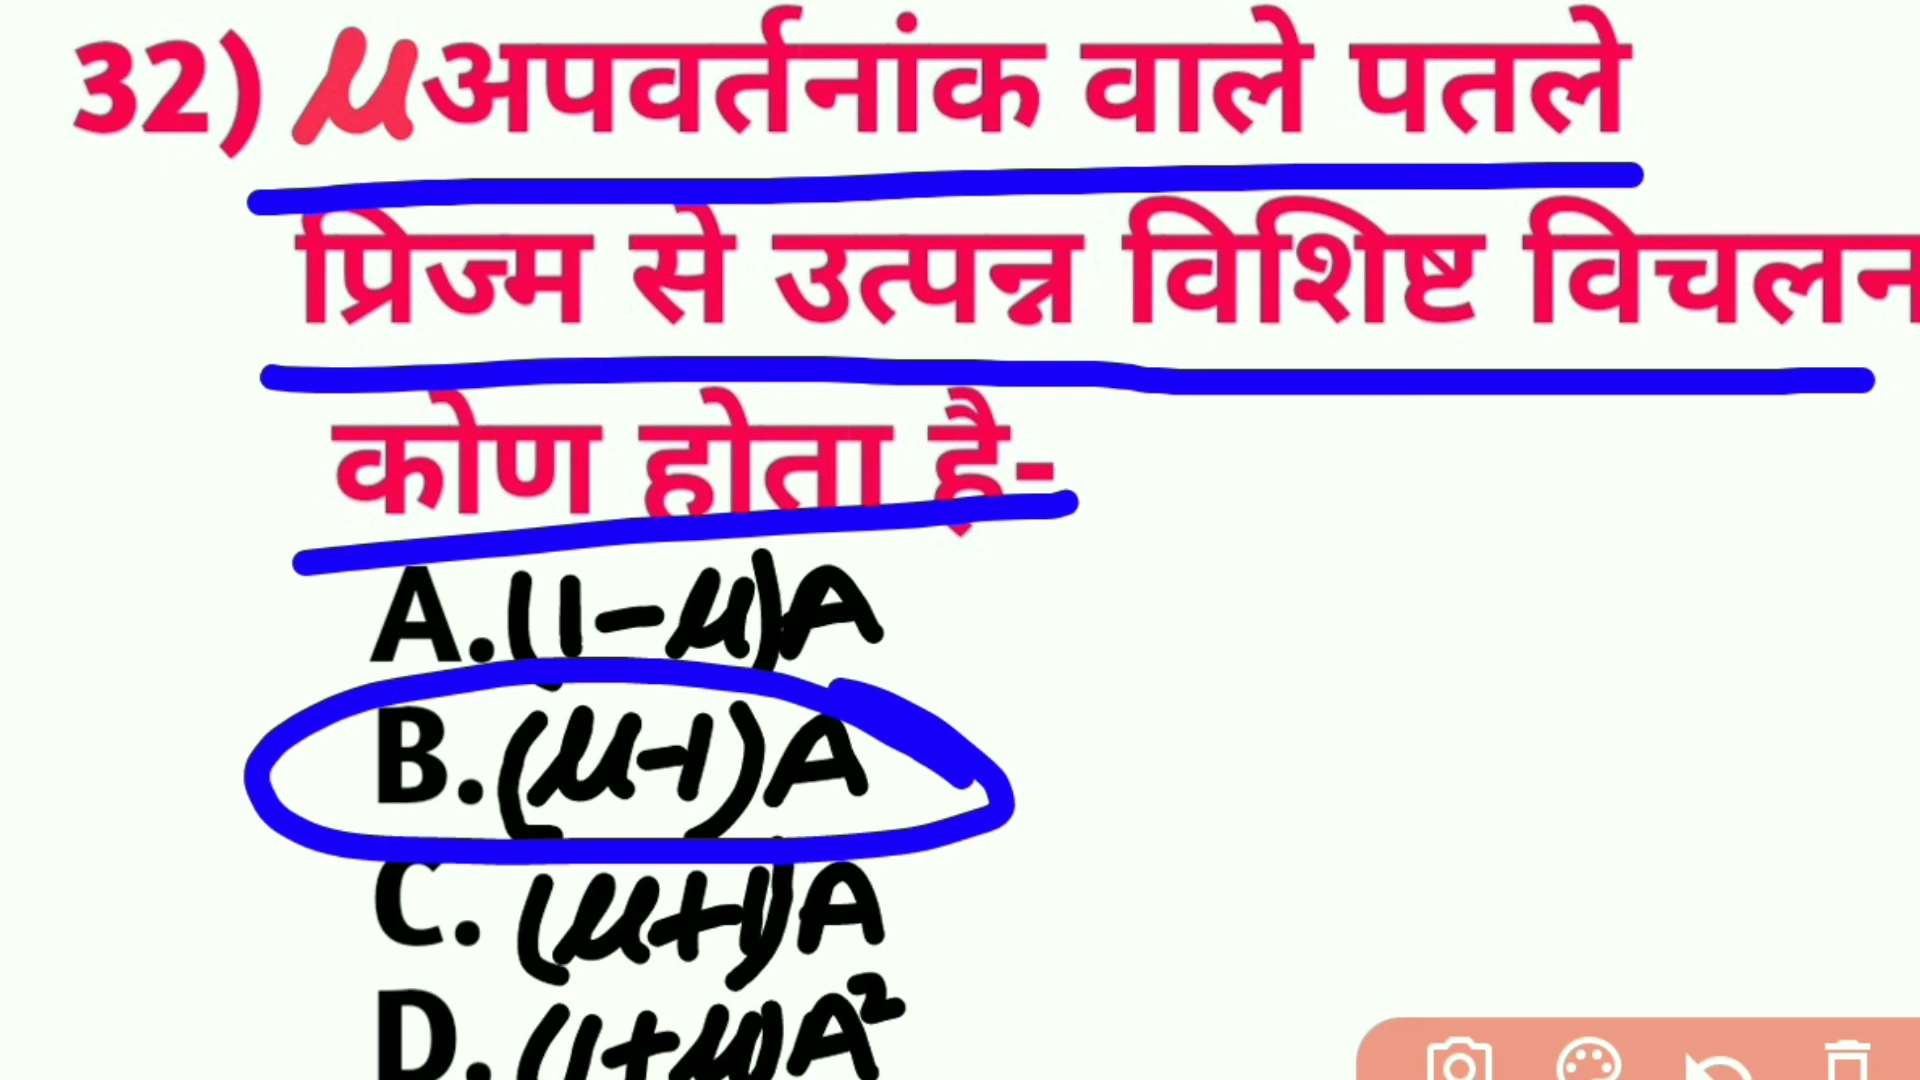 32) μ अपवर्तनांक वाले पतले
प्रिज्म से उत्पन्न विशिष्ट विचलन
कोण होता है-
A. (1-μ)A
B. (μ-1)A
C. (μ+1)A
D. (1+μ)A²